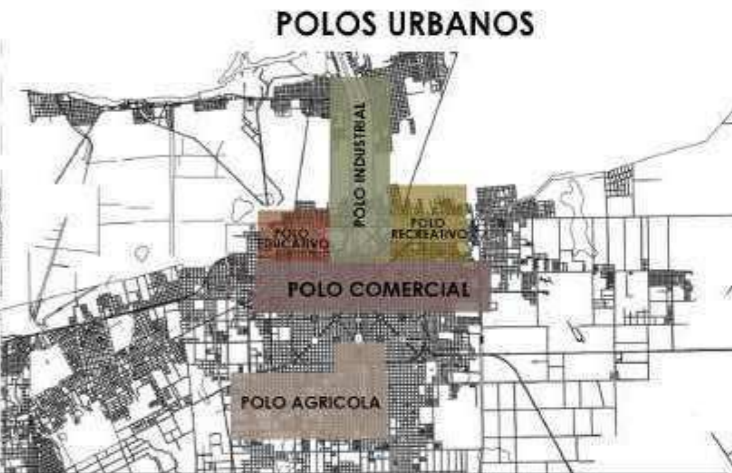 POLOS URBANOS
POLO INDUSTRIAL
POLO
EDUCATIVO
POLO
RECREATIVO
POLO COMERCIAL
POLO AGRICOLA